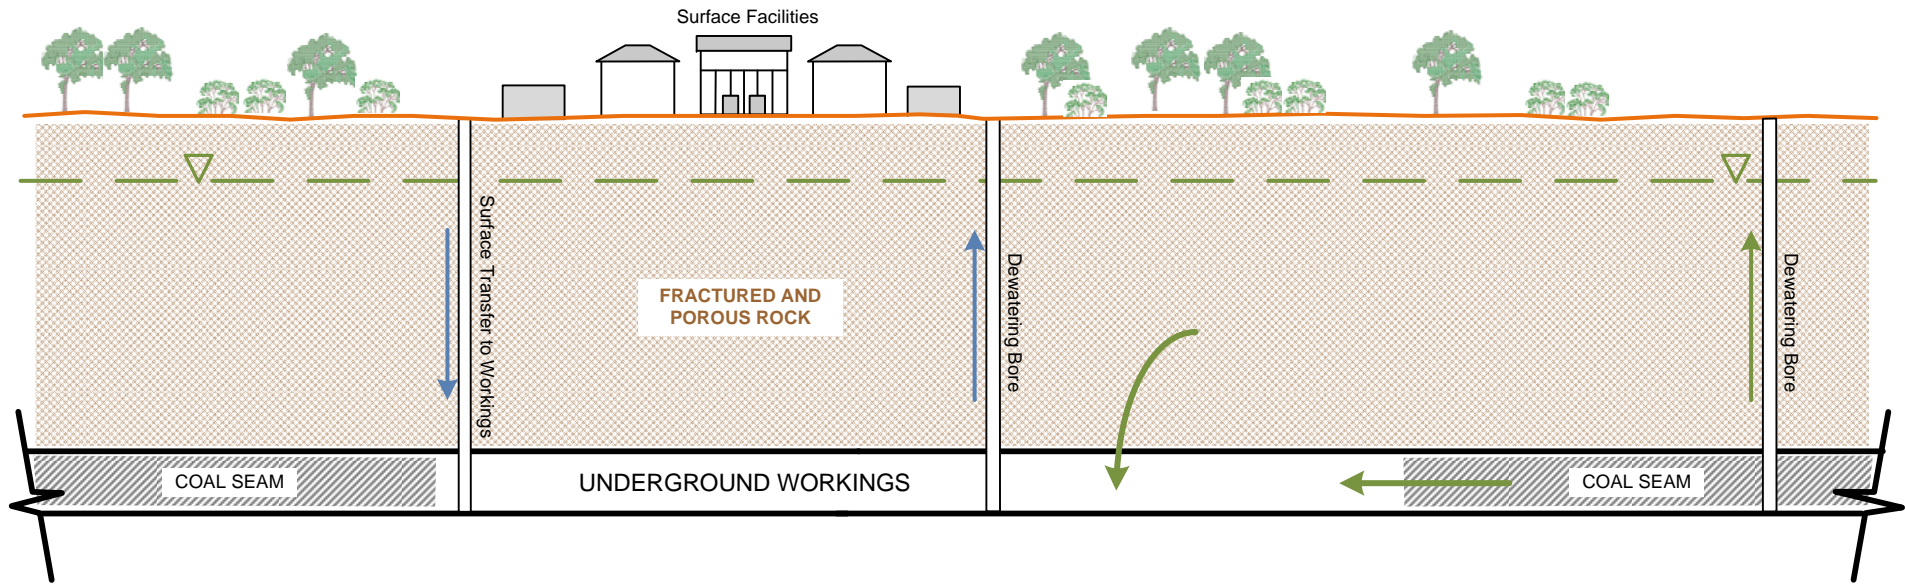 Surface Facilities
Surface Transfer to Workings
FRACTURED AND
POROUS ROCK
Dewatering Bore
Dewatering Bore
COAL SEAM
UNDERGROUND WORKINGS
COAL SEAM